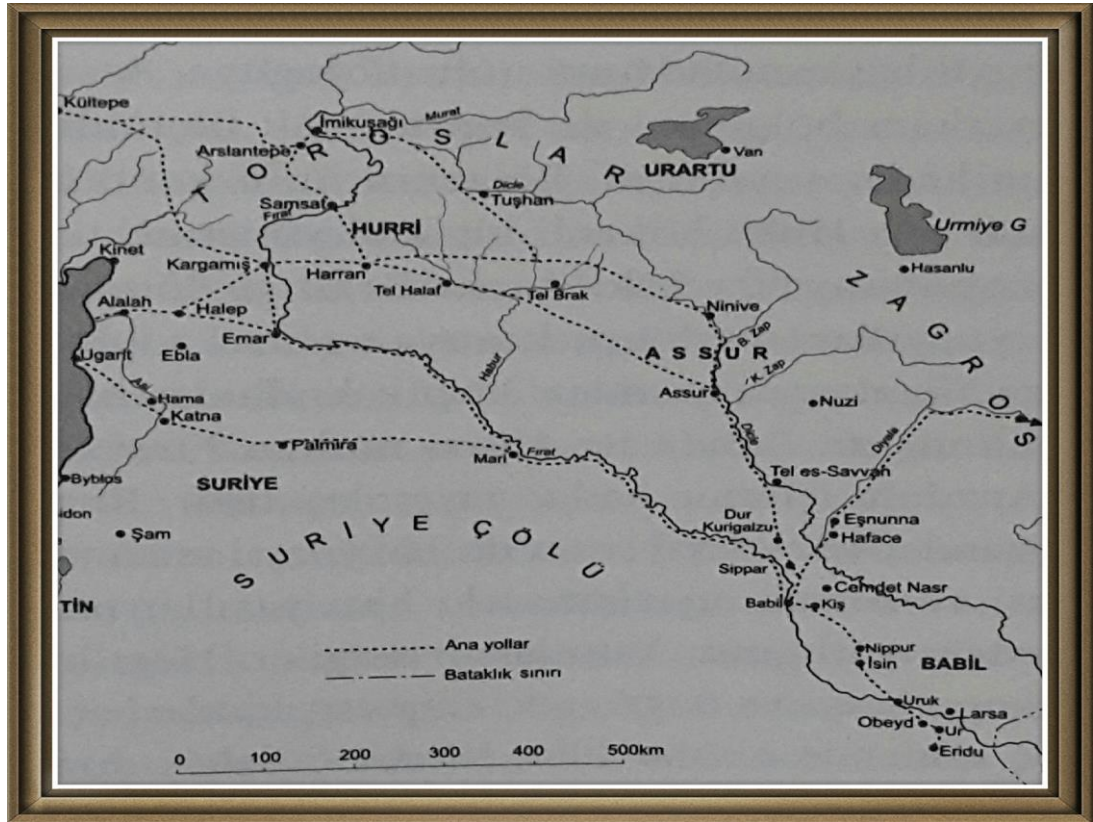 Kültepe
İmikuşağı
Murat
Arslantepe
TOROSLAR
Van
URARTU
Dicle
Tuşhan
Samsat
Fırat
HURRİ
Urmiye G
Kinet
Kargamış
Harran
Hasanlu
Tel Halaf
Tel Brak
Alalah
Halep
Ninive
ZAGROS
Emar
B. Zap
Ugarit
Ebla
ASSUR
K. Zap
Habur
Asi
Hama
Assur
Nuzi
Katna
Palmira
Mari
Fırat
Dicle
Diyala
Tel es-Savvah
Byblos
SURİYE
idon
Şam
SURİYE ÇÖLÜ
Dur
Kurigalzu
Eşnunna
Haface
Sippar
Cemdet Nasr
TİN
Babil
Kiş
Ana yollar
Bataklık sınırı
Nippur
İsin
BABİL
Uruk
Larsa
Obeyd
Ur
Eridu
0 100 200 300 400 500km